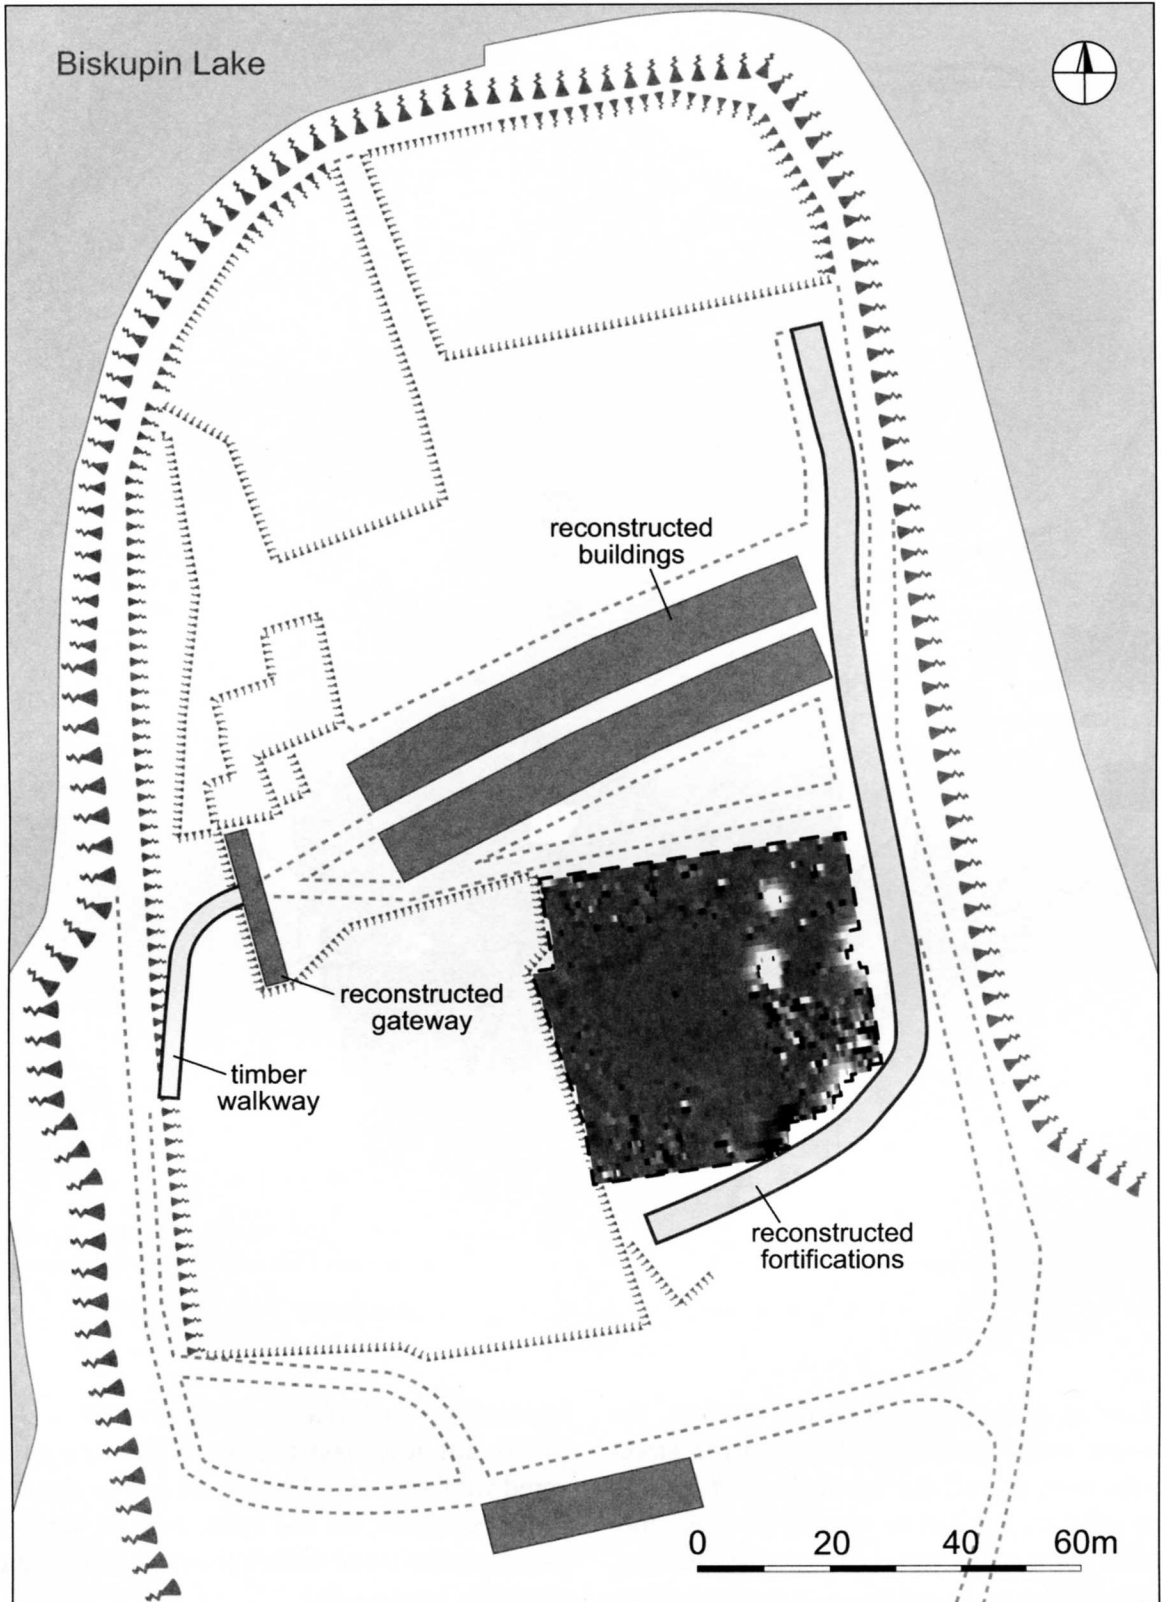 Biskupin Lake
reconstructed
buildings
reconstructed
gateway
timber
walkway
reconstructed
fortifications
0 20 40 60m